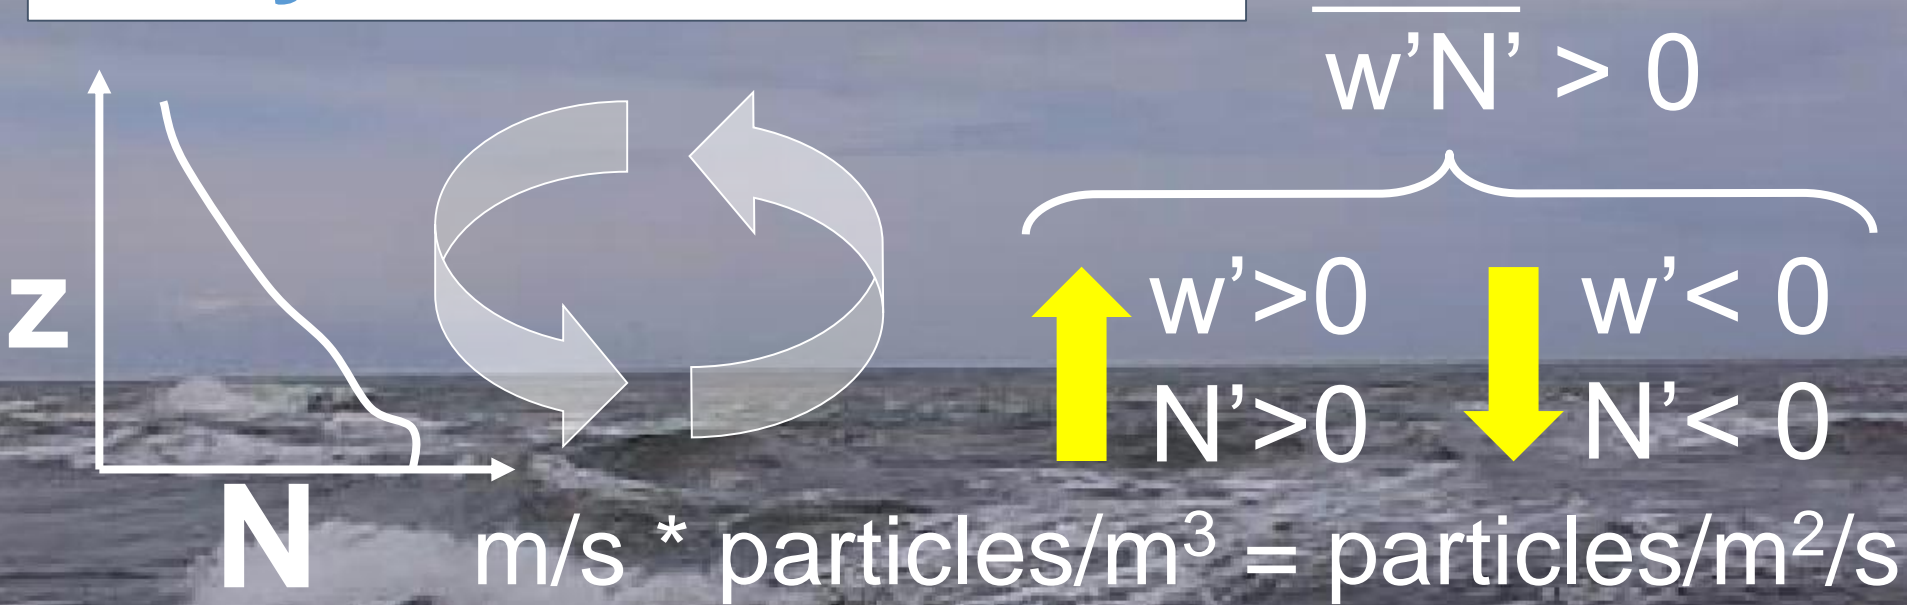 w’N’ > 0
z
w’>0 w’< 0
N’>0 N’< 0
N
m/s * particles/m³ = particles/m²/s